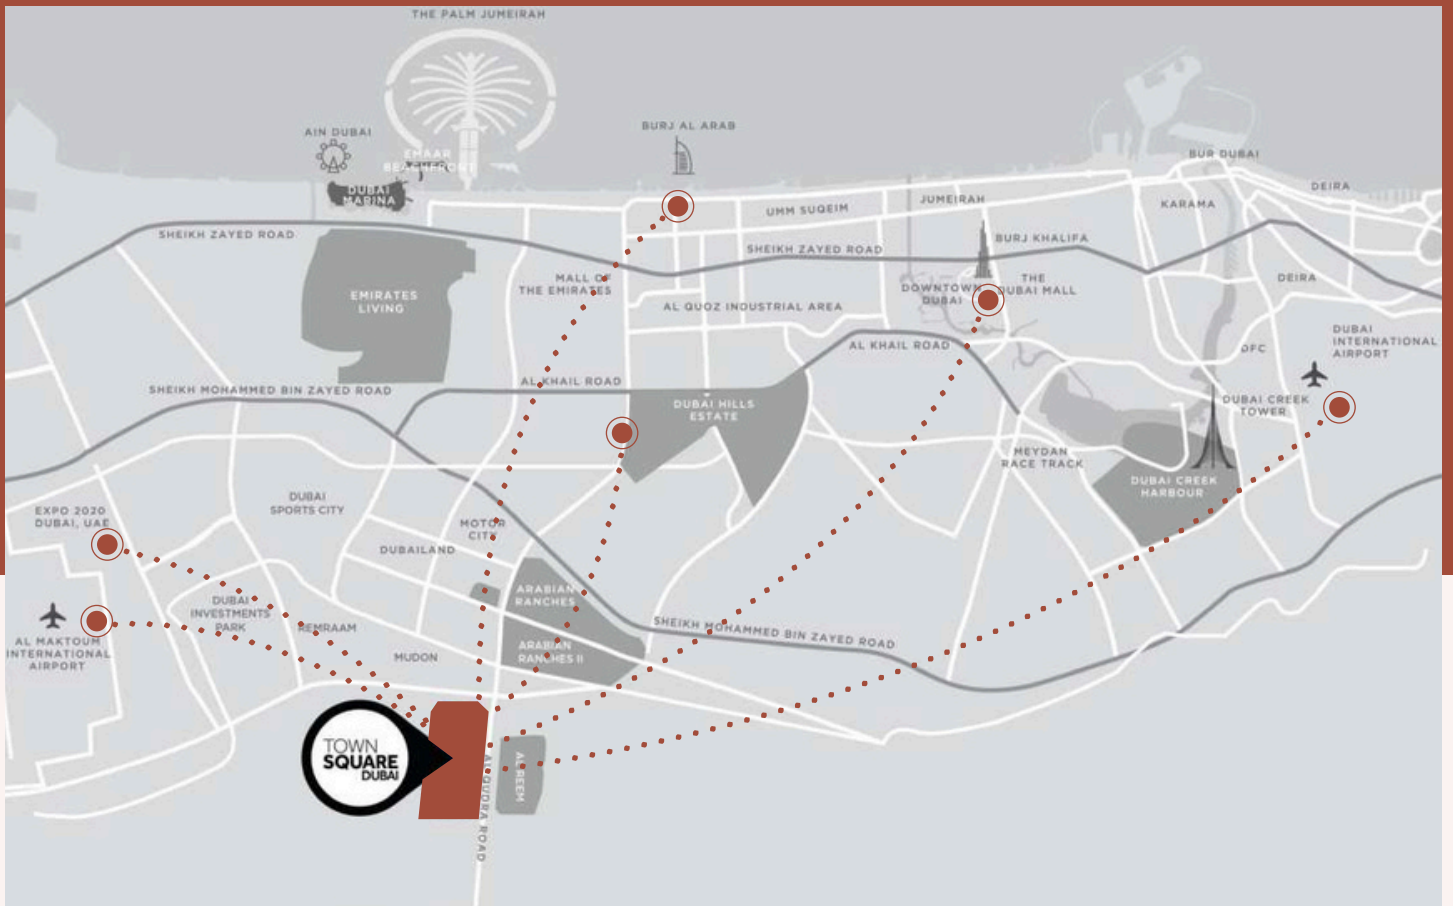 THE PALM JUMEIRAH
AIN DUBAI
EMAAR
BEACHFRONT
DUBAI
MARINA
BURJ AL ARAB
BUR DUBAI
DEIRA
KARAMA
JUMEIRAH
UMM SUQEIM
SHEIKH ZAYED ROAD
SHEIKH ZAYED ROAD
BURJ KHALIFA
MALL OF
THE EMIRATES
EMIRATES
LIVING
AL QUOZ INDUSTRIAL AREA
DOWNTOWN
DUBAI
THE
DUBAI MALL
DEIRA
DUBAI
INTERNATIONAL
AIRPORT
AL KHAIL ROAD
DFC
SHEIKH MOHAMMED BIN ZAYED ROAD
AL KHAIL ROAD
DUBAI HILLS
ESTATE
DUBAI CREEK
TOWER
MEYDAN
RACE TRACK
DUBAI CREEK
HARBOUR
EXPO 2020
DUBAI, UAE
DUBAI
SPORTS CITY
MOTOR
CITY
DUBAILAND
DUBAI
INVESTMENTS
PARK
REMRAAM
MUDON
ARABIAN
RANCHES
ARABIAN
RANCHES II
SHEIKH MOHAMMED BIN ZAYED ROAD
AL MAKTOUM
INTERNATIONAL
AIRPORT
TOWN
SQUARE
DUBAI
AL QUDRA ROAD
AL REEM